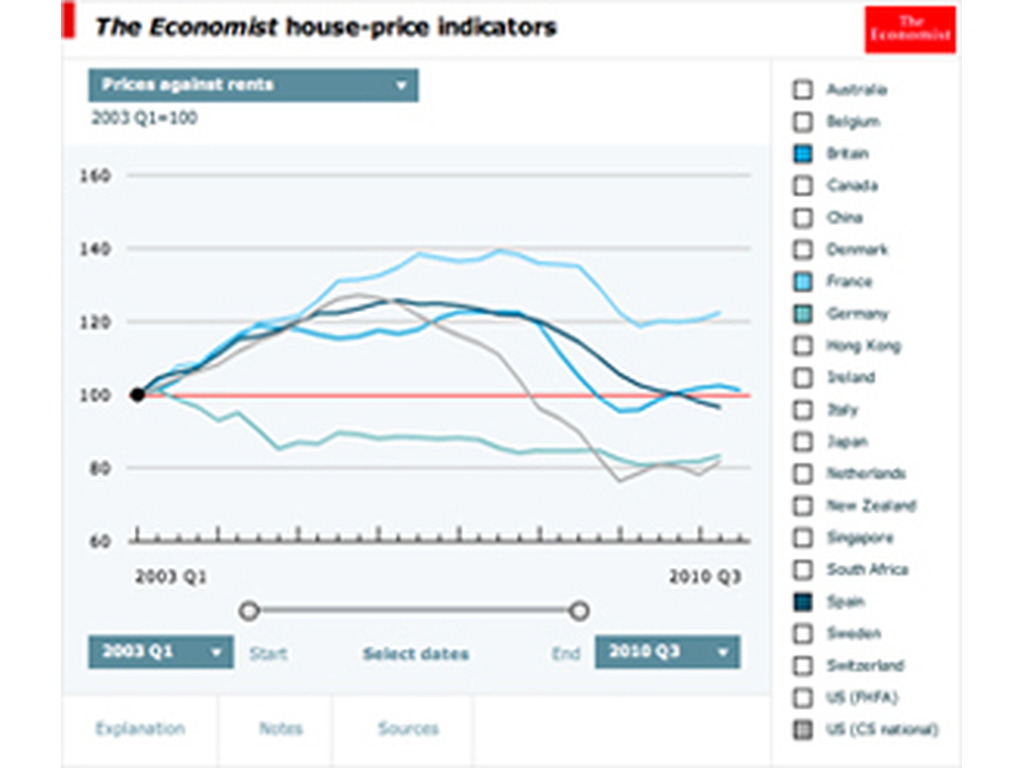 The Economist house-price indicators
The
Economist
Prices against rents
2003 Q1=100
160
140
120
100
80
60
2003 Q1
2010 Q3
2003 Q1
Start
Select dates
End
2010 Q3
Explanation
Notes
Sources
Australia
Belgium
Britain
Canada
China
Denmark
France
Germany
Hong Kong
Ireland
Italy
Japan
Netherlands
New Zealand
Singapore
South Africa
Spain
Sweden
Switzerland
US (FHFA)
US (CS national)